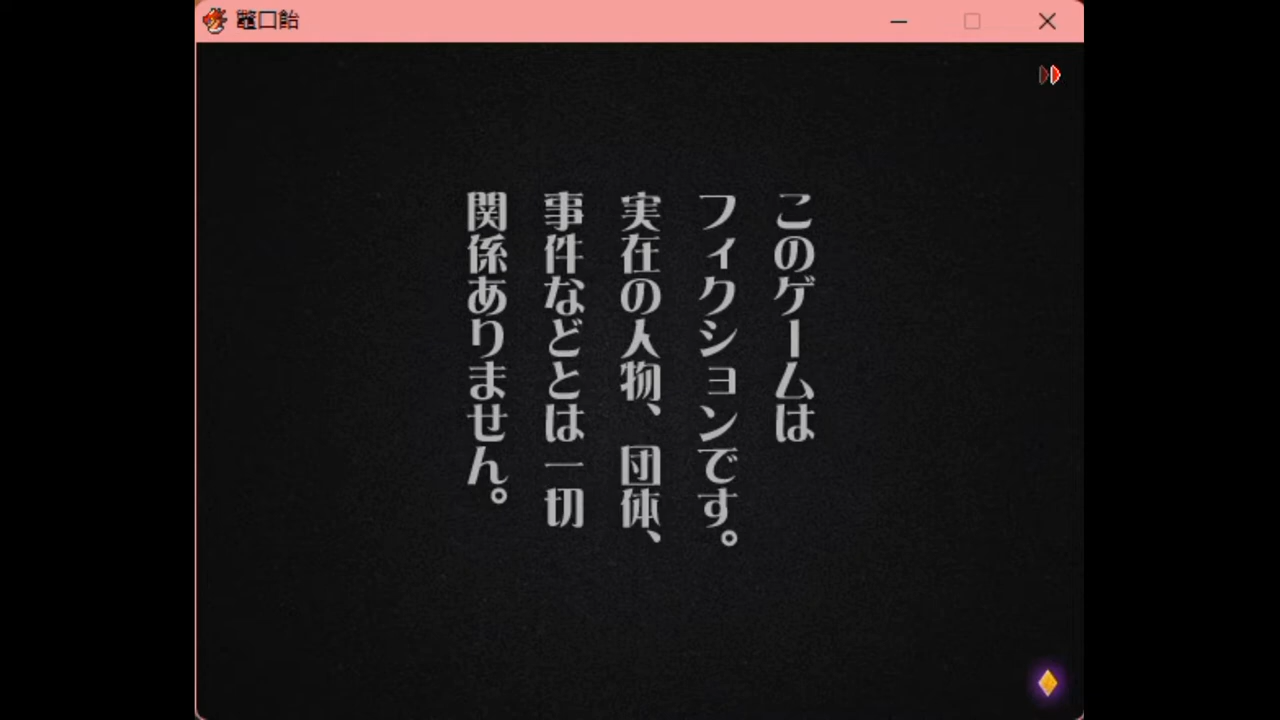 鼈口飴
このゲームは
フィクションです。
実在の人物、団体、
事件などとは一切
関係ありません。